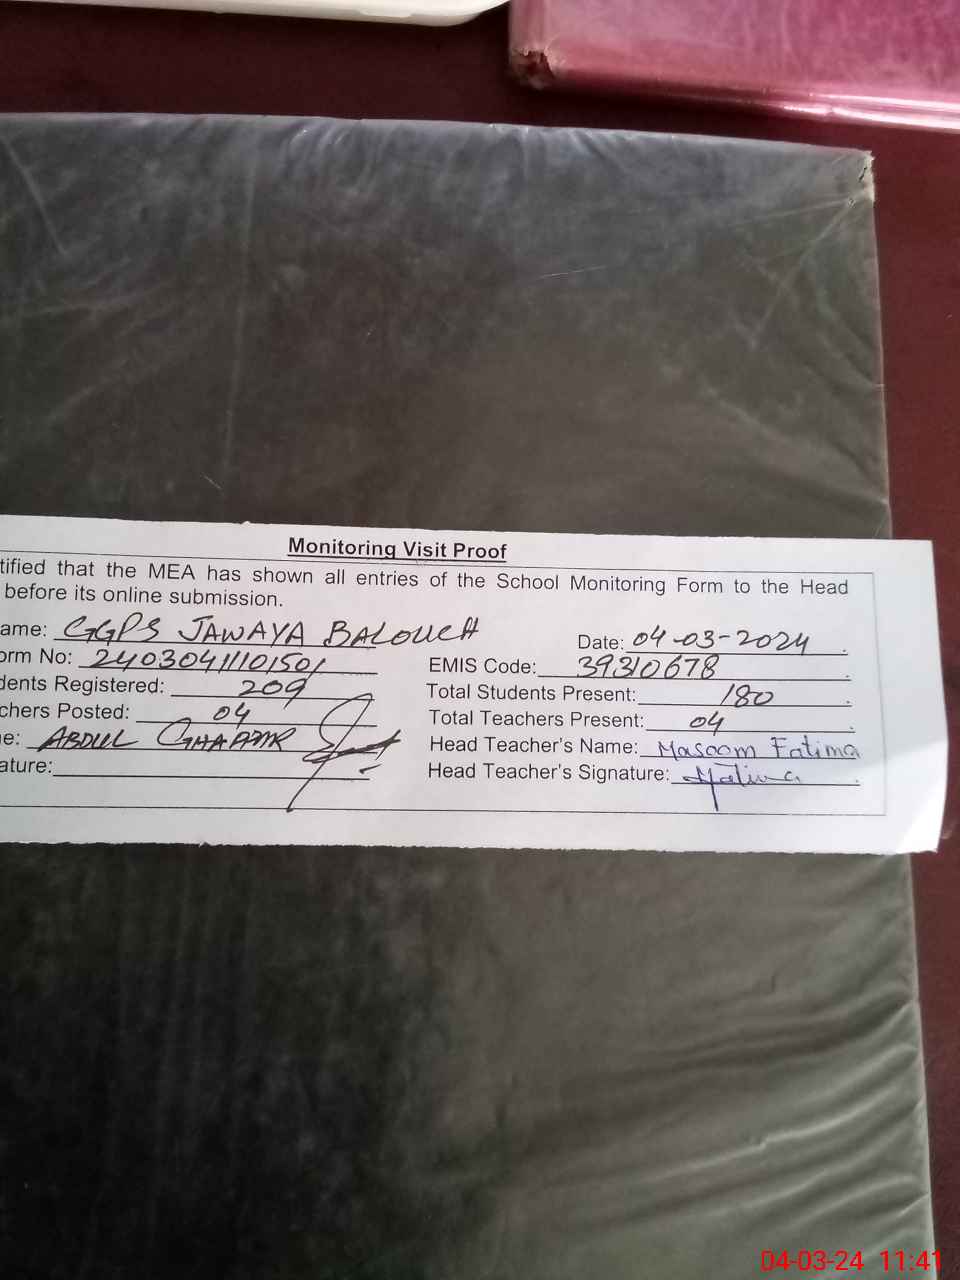 Monitoring Visit Proof
tified that the MEA has shown all entries of the School Monitoring Form to the Head
before its online submission.
ame: GGPS JAWAYA BALOUCH Date: 04-03-2024
orm No: 24030411101501 EMIS Code: 39310678
dents Registered: 209 Total Students Present: 180
chers Posted: 04 Total Teachers Present: 04
e: ABDUL GHAFFAR Head Teacher's Name: Masoom Fatima
ature: Head Teacher's Signature: Fatima
04-03-24 11:41